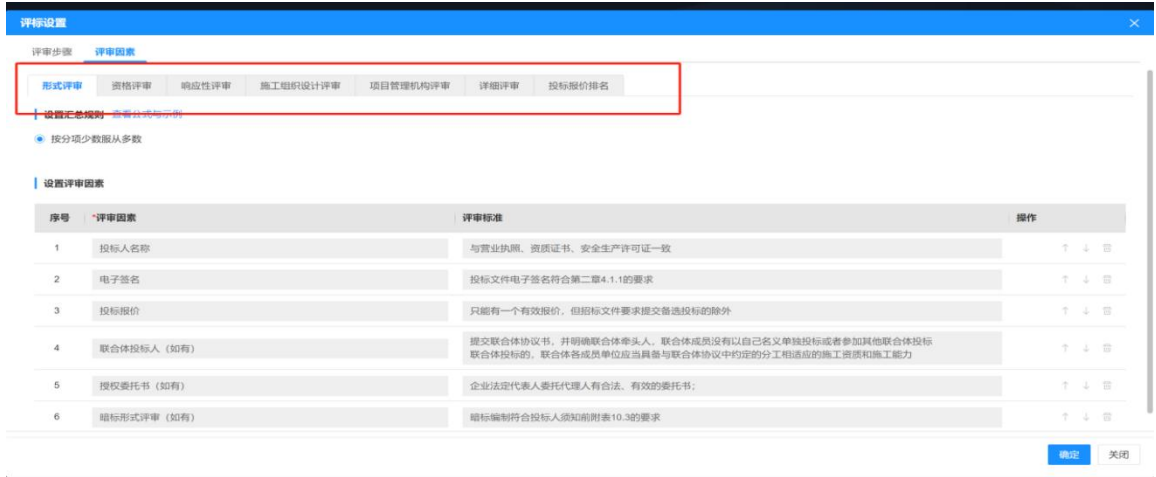 评标设置
评审步骤 评审因素
形式评审 资格评审 响应性评审 施工组织设计评审 项目管理机构评审 详细评审 投标报价排名
设置汇总规则 查看公式与示例
按分项少数服从多数
设置评审因素
序号 *评审因素 评审标准 操作
1 投标人名称 与营业执照、资质证书、安全生产许可证一致
2 电子签名 投标文件电子签名符合第二章4.1.1的要求
3 投标报价 只能有一个有效报价，但招标文件要求提交备选投标的除外
4 联合体投标人（如有） 提交联合体协议书，并明确联合体牵头人，联合体成员没有以自己名义单独投标或者参加其他联合体投标
联合体投标的，联合体各成员单位应当具备与联合体协议中约定的分工相适应的施工资质和施工能力
5 授权委托书（如有） 企业法定代表人委托代理人有合法、有效的委托书；
6 暗标形式评审（如有） 暗标编制符合投标人须知前附表10.3的要求
确定 关闭